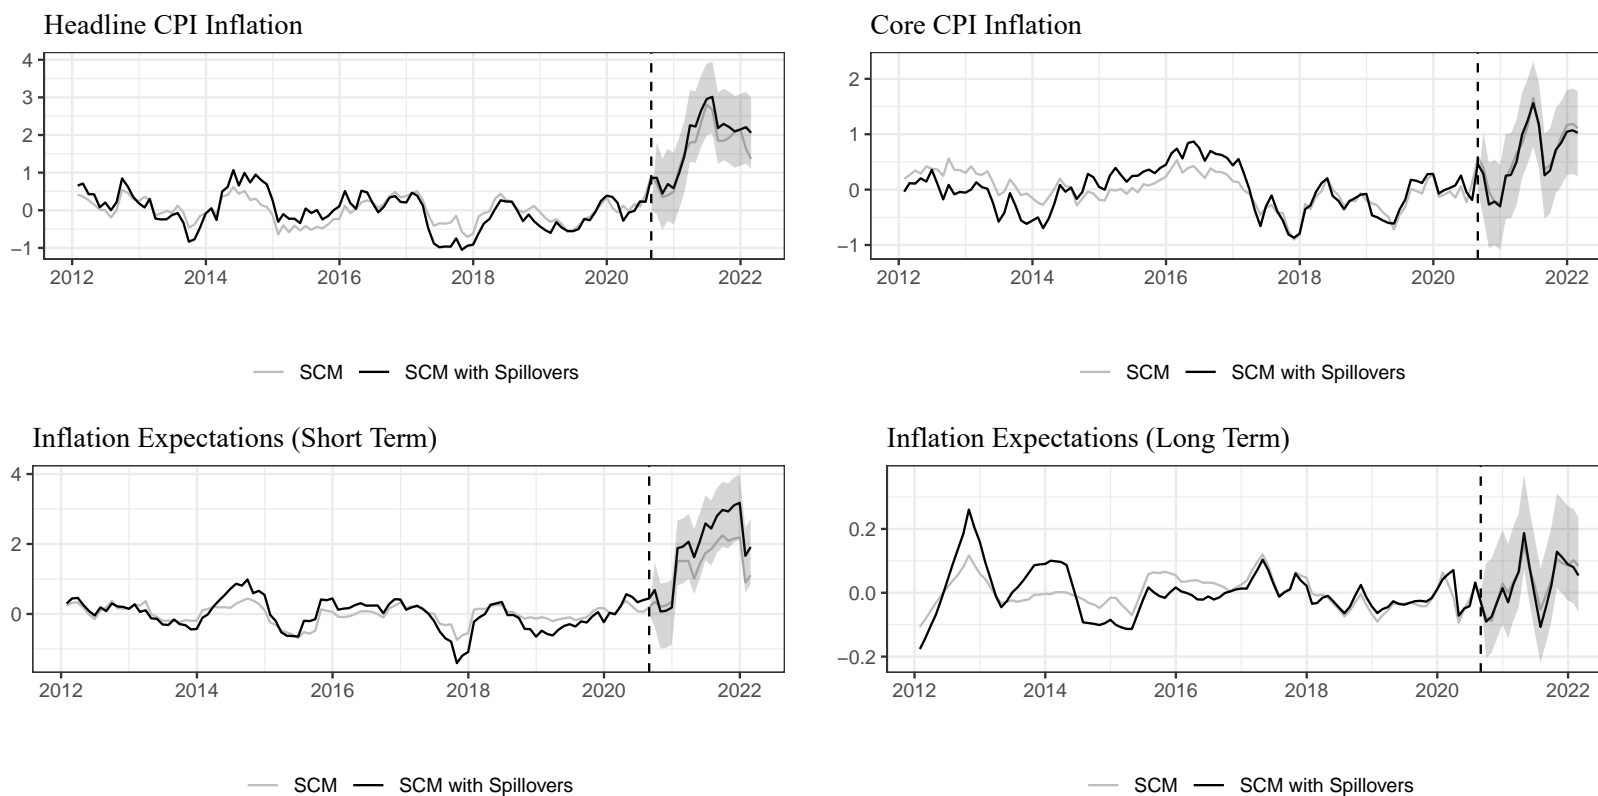 Headline CPI Inflation
4
3
2
1
0
−1
2012 2014 2016 2018 2020 2022
SCM SCM with Spillovers
Core CPI Inflation
2
1
0
−1
2012 2014 2016 2018 2020 2022
SCM SCM with Spillovers
Inflation Expectations (Short Term)
4
2
0
2012 2014 2016 2018 2020 2022
SCM SCM with Spillovers
Inflation Expectations (Long Term)
0.2
0.0
−0.2
2012 2014 2016 2018 2020 2022
SCM SCM with Spillovers